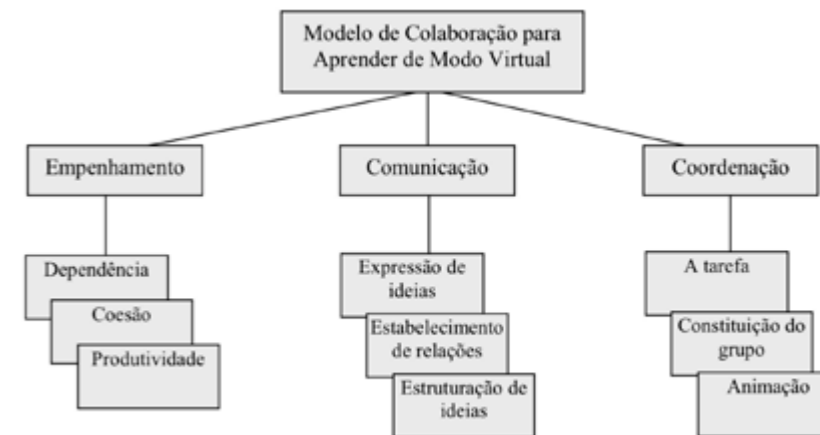 Modelo de Colaboração para
Aprender de Modo Virtual
Empenhamento
Comunicação
Coordenação
Dependência
Coesão
Produtividade
Expressão de
ideias
Estabelecimento
de relações
Estruturação de
ideias
A tarefa
Constituição do
grupo
Animação